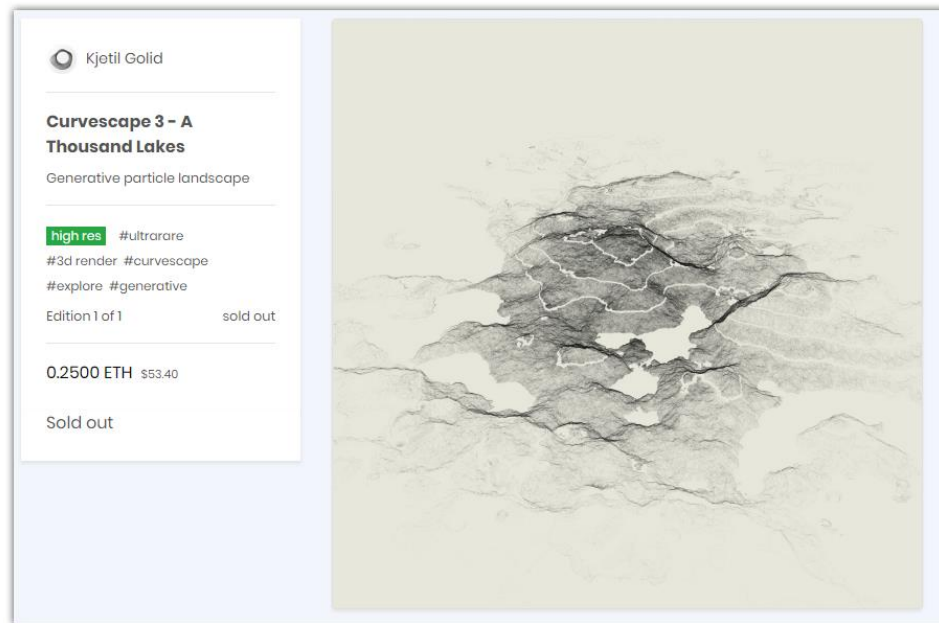 Kjetil Golid
Curvescape 3 - A
Thousand Lakes
Generative particle landscape
high res #ultrarare
#3d render #curvescape
#explore #generative
Edition 1 of 1 sold out
0.2500 ETH $53.40
Sold out